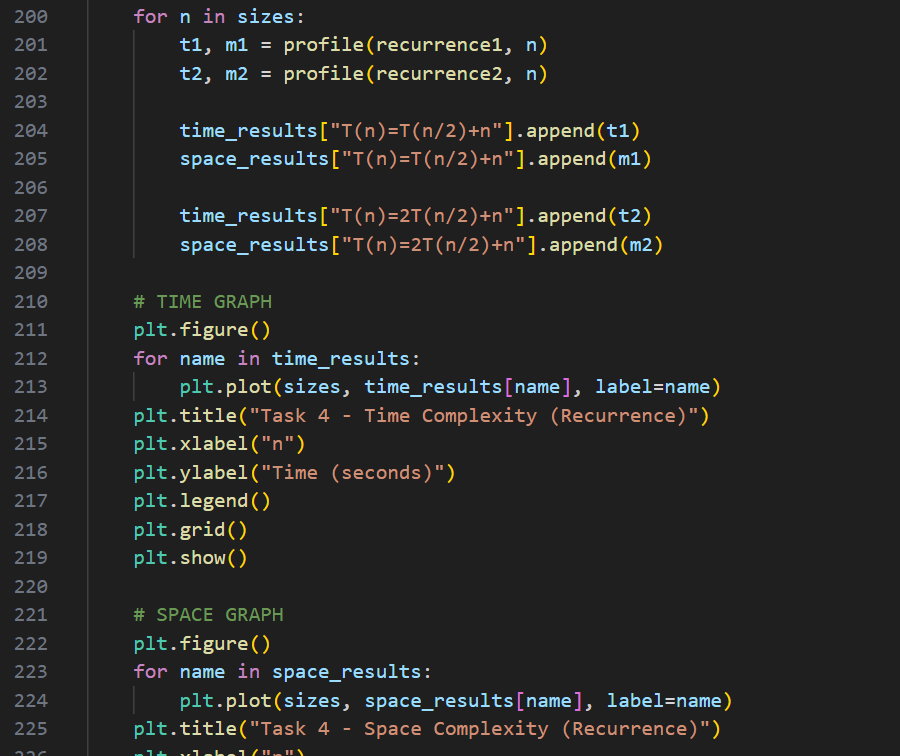 200 for n in sizes:
201 t1, m1 = profile(recurrence1, n)
202 t2, m2 = profile(recurrence2, n)
203
204 time_results["T(n)=T(n/2)+n"].append(t1)
205 space_results["T(n)=T(n/2)+n"].append(m1)
206
207 time_results["T(n)=2T(n/2)+n"].append(t2)
208 space_results["T(n)=2T(n/2)+n"].append(m2)
209
210 # TIME GRAPH
211 plt.figure()
212 for name in time_results:
213 plt.plot(sizes, time_results[name], label=name)
214 plt.title("Task 4 - Time Complexity (Recurrence)")
215 plt.xlabel("n")
216 plt.ylabel("Time (seconds)")
217 plt.legend()
218 plt.grid()
219 plt.show()
220
221 # SPACE GRAPH
222 plt.figure()
223 for name in space_results:
224 plt.plot(sizes, space_results[name], label=name)
225 plt.title("Task 4 - Space Complexity (Recurrence)")
226 plt.xlabel("n")